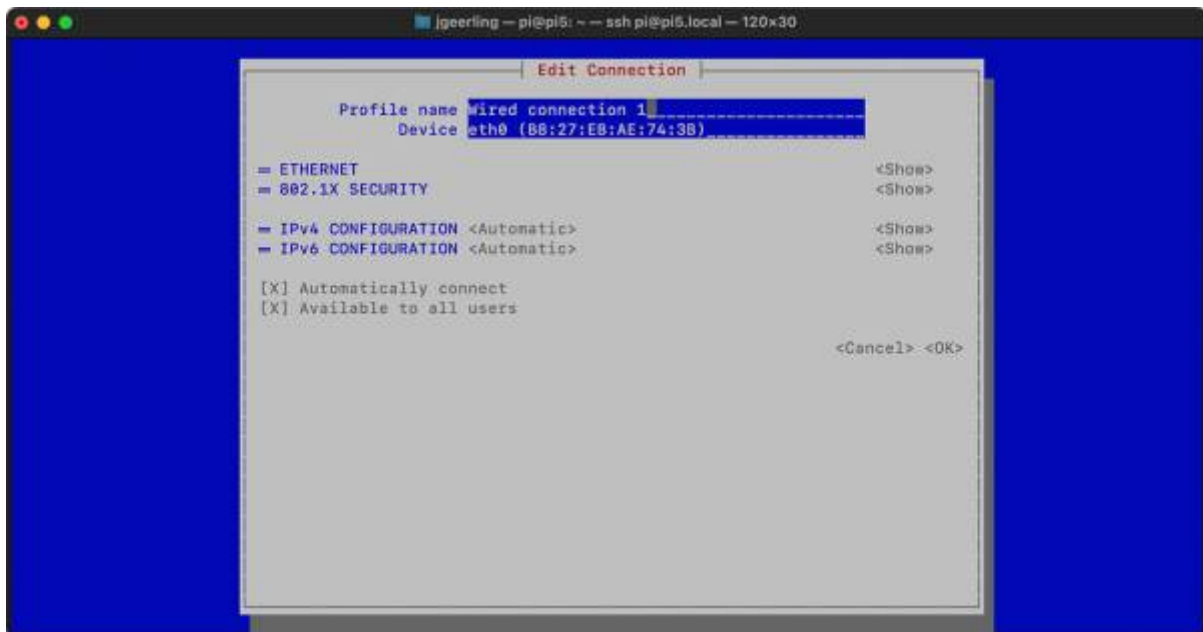 jgeerling — pi@pi5: ~ — ssh pi@pi5.local — 120×30
Edit Connection
Profile name Wired connection 1
Device eth0 (B8:27:EB:AE:74:3B)
= ETHERNET <Show>
= 802.1X SECURITY <Show>
= IPv4 CONFIGURATION <Automatic> <Show>
= IPv6 CONFIGURATION <Automatic> <Show>
[X] Automatically connect
[X] Available to all users
<Cancel> <OK>